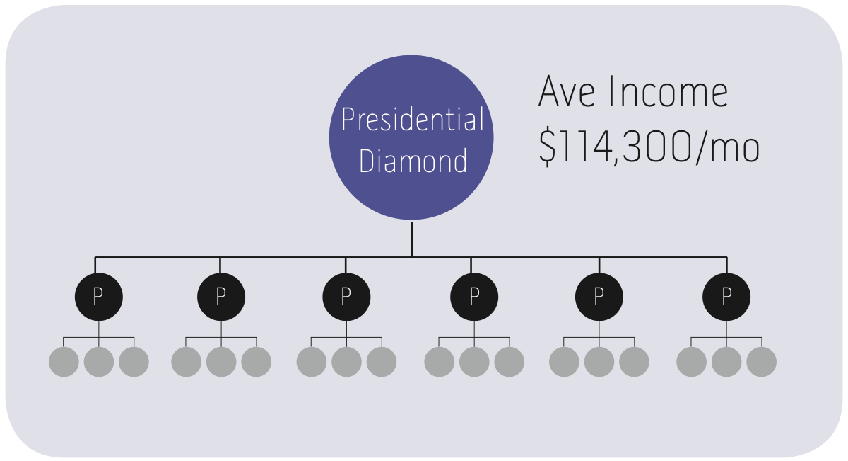 Presidential
Diamond
Ave Income
$114,300/mo
P
P
P
P
P
P